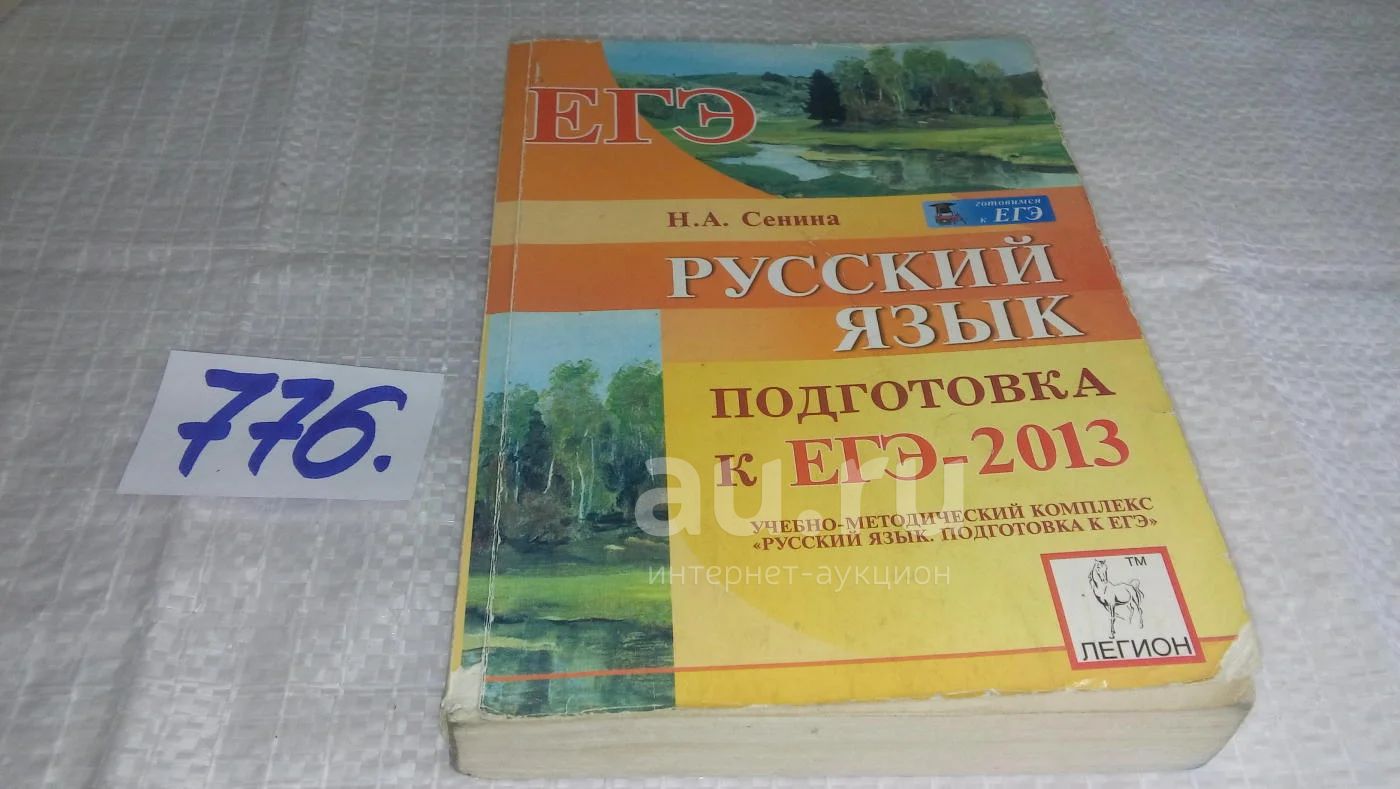 ЕГЭ
Н.А. Сенина
готовимся
к ЕГЭ
РУССКИЙ
ЯЗЫК
ПОДГОТОВКА
к ЕГЭ-2013
УЧЕБНО-МЕТОДИЧЕСКИЙ КОМПЛЕКС
«РУССКИЙ ЯЗЫК. ПОДГОТОВКА К ЕГЭ»
TM
ЛЕГИОН
776.
au.ru
интернет-аукцион